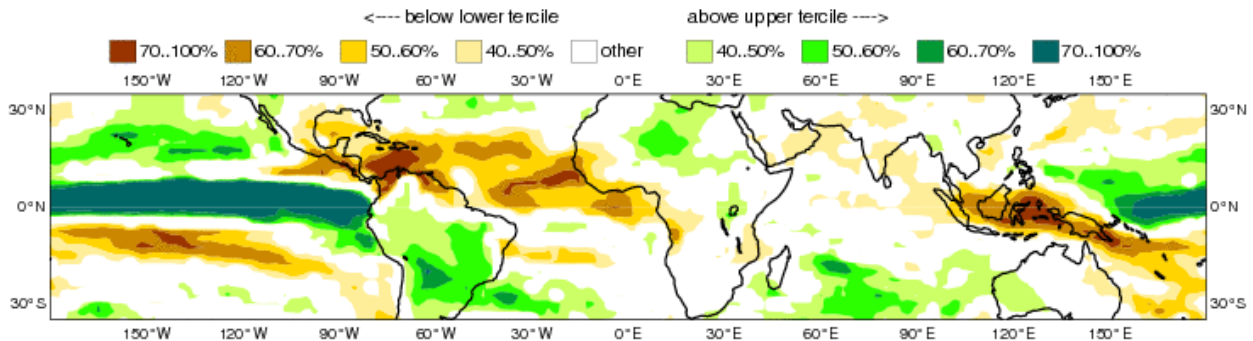 <---- below lower tercile above upper tercile ---->
70..100% 60..70% 50..60% 40..50% other 40..50% 50..60% 60..70% 70..100%
150°W 120°W 90°W 60°W 30°W 0°E 30°E 60°E 90°E 120°E 150°E
30°N 30°N
0°N 0°N
30°S 30°S
150°W 120°W 90°W 60°W 30°W 0°E 30°E 60°E 90°E 120°E 150°E